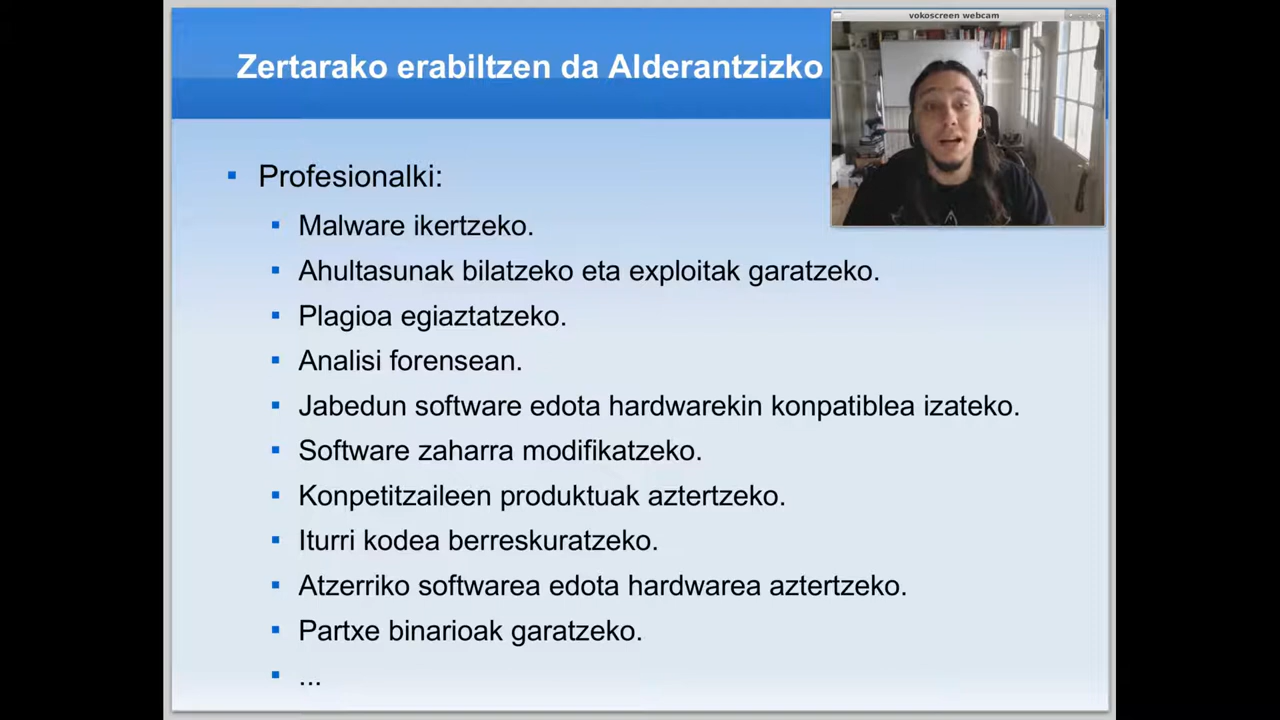 vokoscreen webcam
Zertarako erabiltzen da Alderantzizko
Profesionalki:
Malware ikertzeko.
Ahultasunak bilatzeko eta exploitak garatzeko.
Plagioa egiaztatzeko.
Analisi forensean.
Jabedun software edota hardwarekin konpatiblea izateko.
Software zaharra modifikatzeko.
Konpetitzaileen produktuak aztertzeko.
Iturri kodea berreskuratzeko.
Atzerriko softwarea edota hardwarea aztertzeko.
Partxe binarioak garatzeko.
...